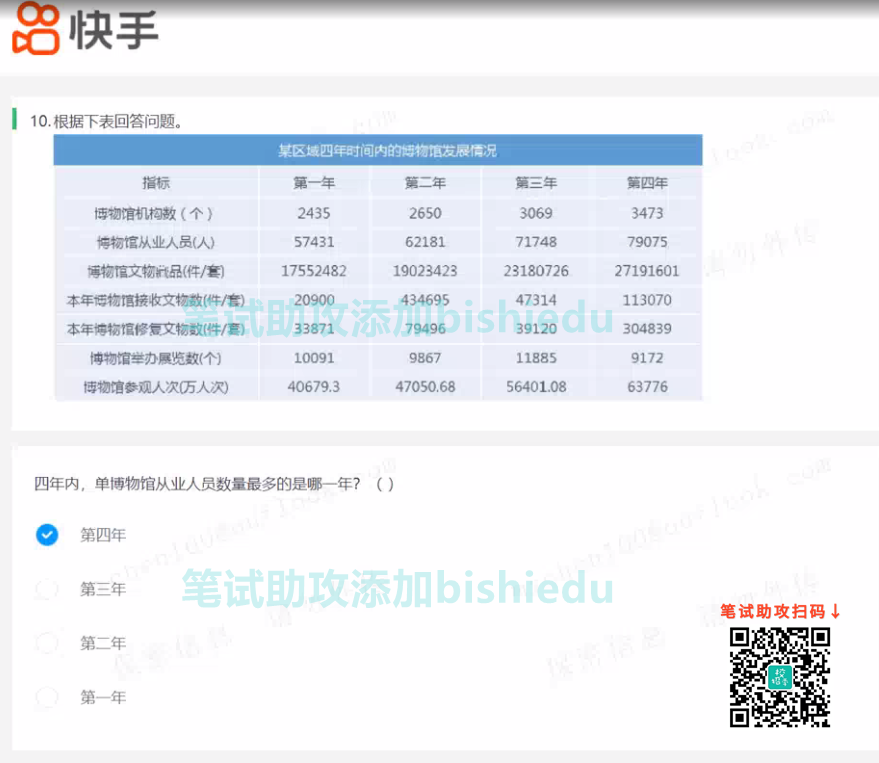 快手
10.根据下表回答问题。
某区域四年时间内的博物馆发展情况
指标 第一年 第二年 第三年 第四年
博物馆机构数（个） 2435 2650 3069 3473
博物馆从业人员(人) 57431 62181 71748 79075
博物馆文物藏品(件/套) 17552482 19023423 23180726 27191601
本年博物馆接收文物数(件/套) 20900 434695 47314 113070
笔试助攻添加bishiedu
本年博物馆修复文物数(件/套) 33871 79496 39120 304839
博物馆举办展览数(个) 10091 9867 11885 9172
博物馆参观人次(万人次) 40679.3 47050.68 56401.08 63776
四年内，单博物馆从业人员数量最多的是哪一年？（ ）
第四年
第三年
笔试助攻添加bishiedu
笔试助攻扫码↓
第二年
第一年